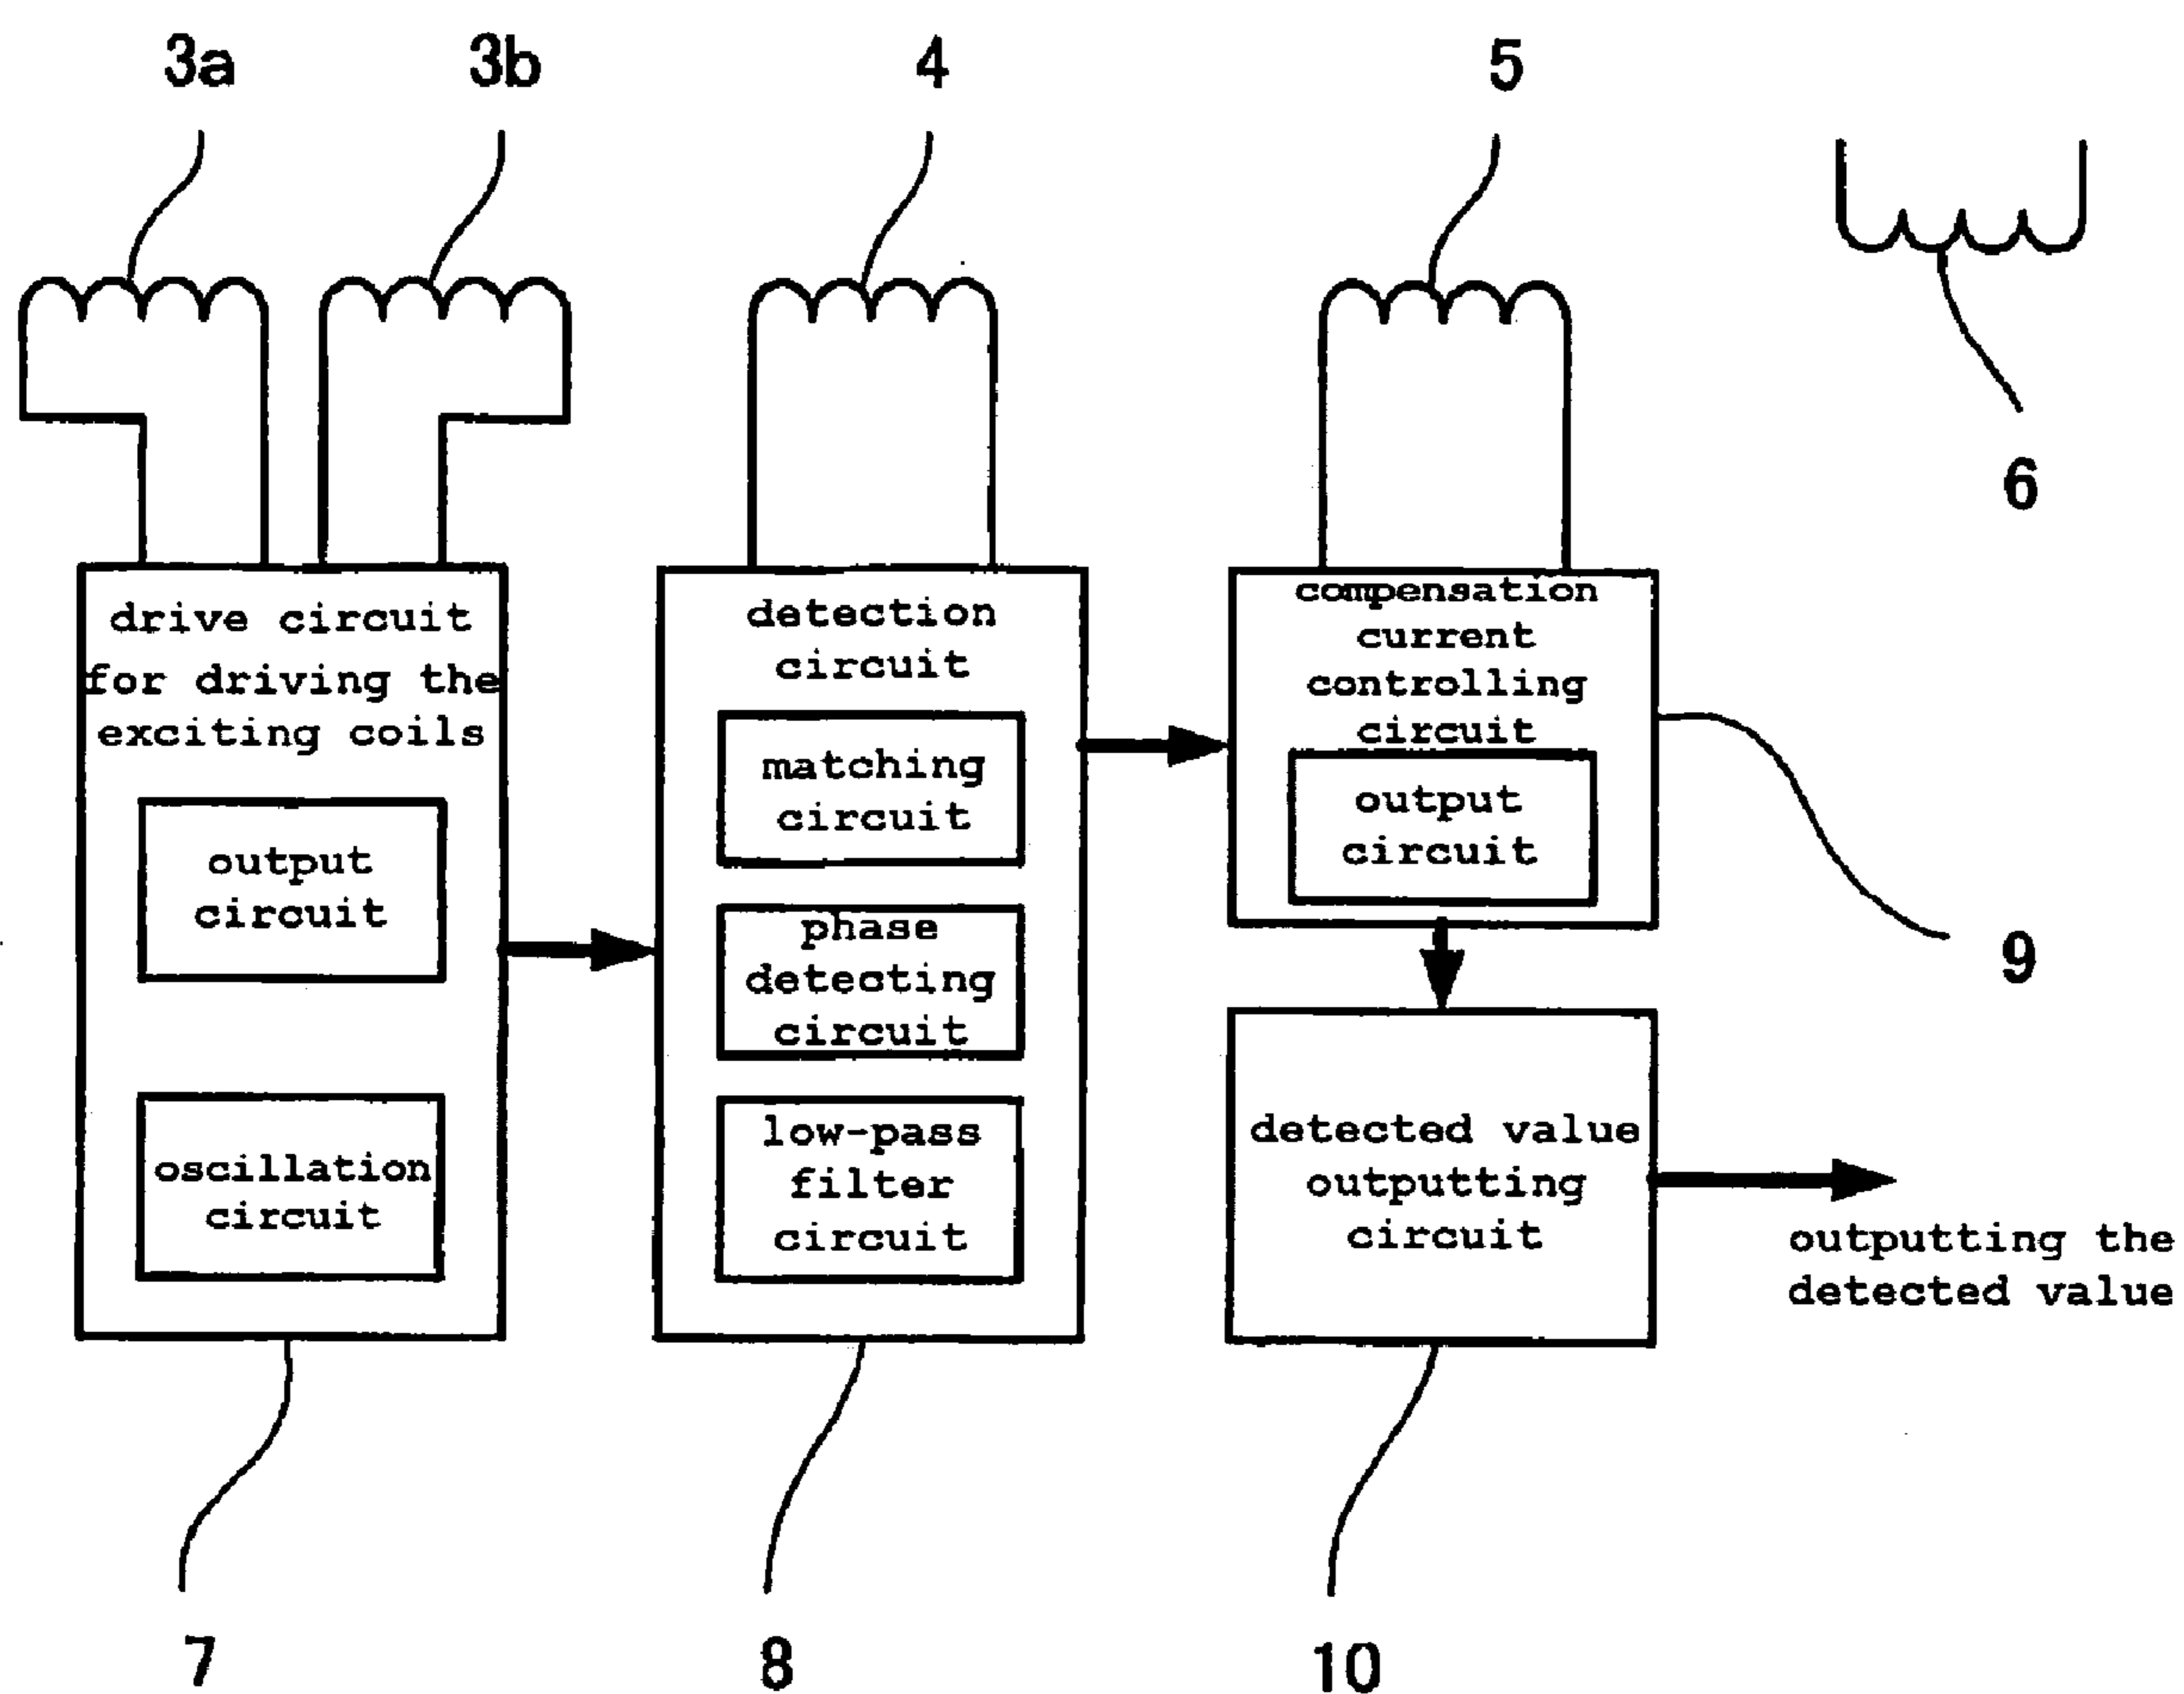 3a
3b
4
5
6
drive circuit
for driving the
exciting coils
output
circuit
oscillation
circuit
detection
circuit
matching
circuit
phase
detecting
circuit
low-pass
filter
circuit
compensation
current
controlling
circuit
output
circuit
9
detected value
outputting
circuit
outputting the
detected value
7
8
10